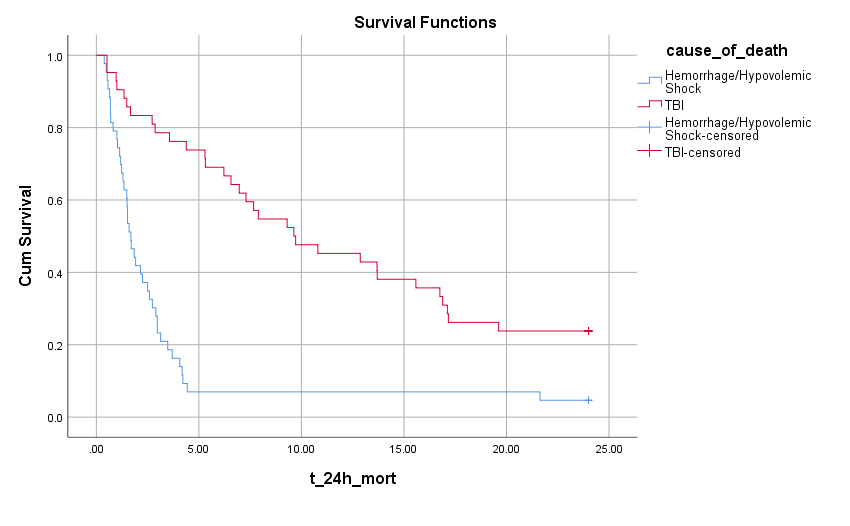 Survival Functions
cause_of_death
Hemorrhage/Hypovolemic
Shock
TBI
Hemorrhage/Hypovolemic
Shock-censored
TBI-censored
Cum Survival
1.0
0.8
0.6
0.4
0.2
0.0
.00
5.00
10.00
15.00
20.00
25.00
t_24h_mort